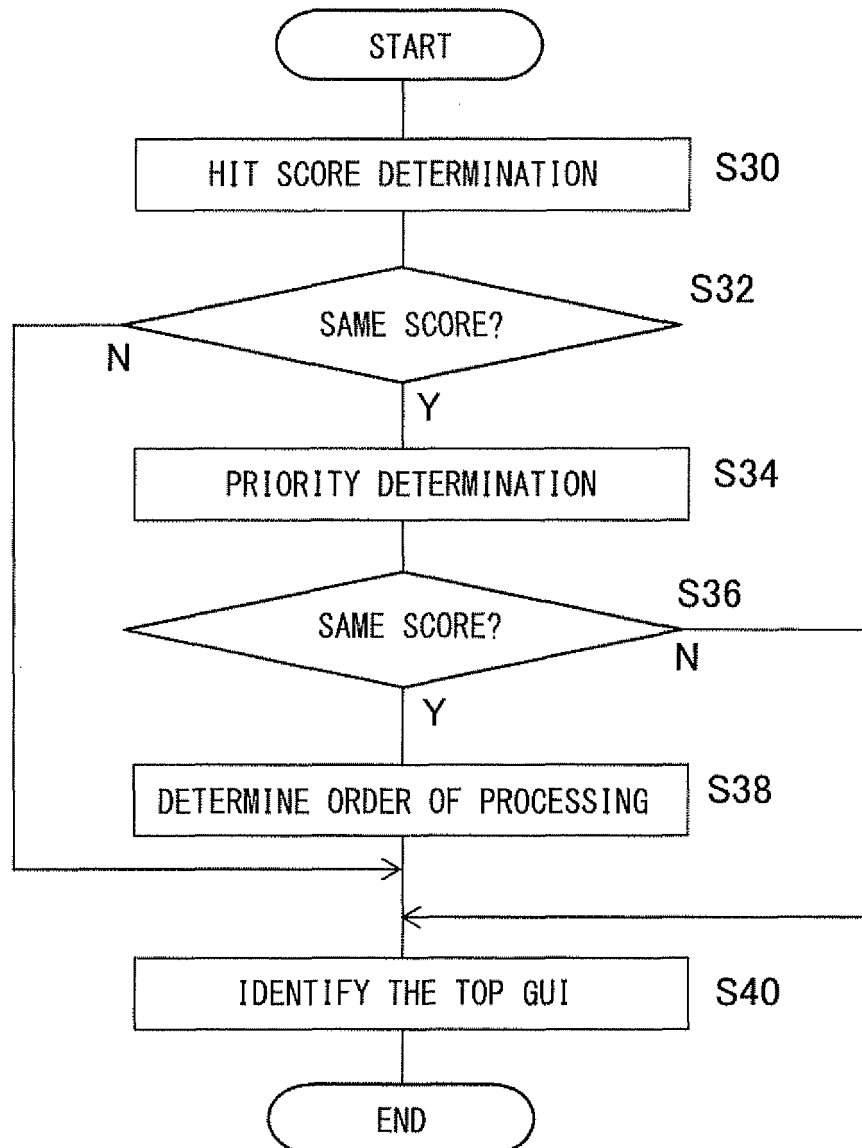 START
HIT SCORE DETERMINATION
S30
S32
SAME SCORE?
N
Y
PRIORITY DETERMINATION
S34
S36
SAME SCORE?
N
Y
DETERMINE ORDER OF PROCESSING
S38
IDENTIFY THE TOP GUI
S40
END